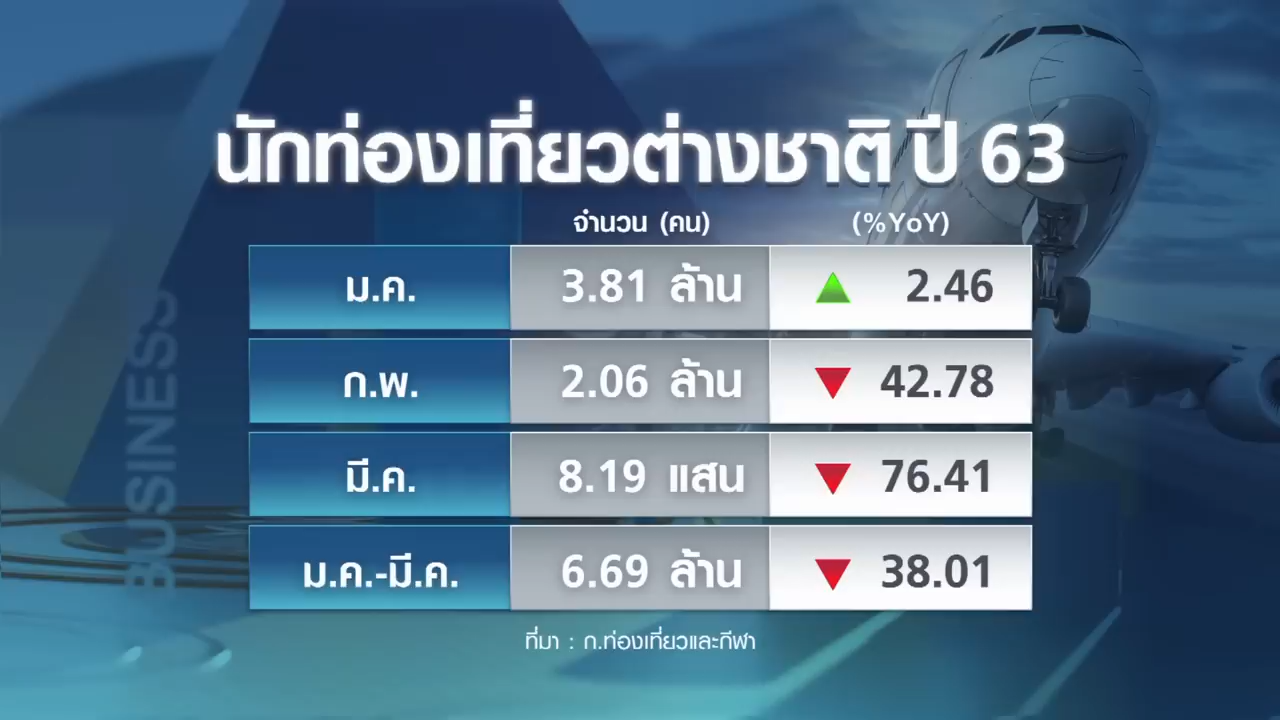 นักท่องเที่ยวต่างชาติ ปี 63
จำนวน (คน) (%YoY)
ม.ค. 3.81 ล้าน ▲ 2.46
ก.พ. 2.06 ล้าน ▼ 42.78
มี.ค. 8.19 แสน ▼ 76.41
ม.ค.-มี.ค. 6.69 ล้าน ▼ 38.01
ที่มา : ก.ท่องเที่ยวและกีฬา
BUSINESS